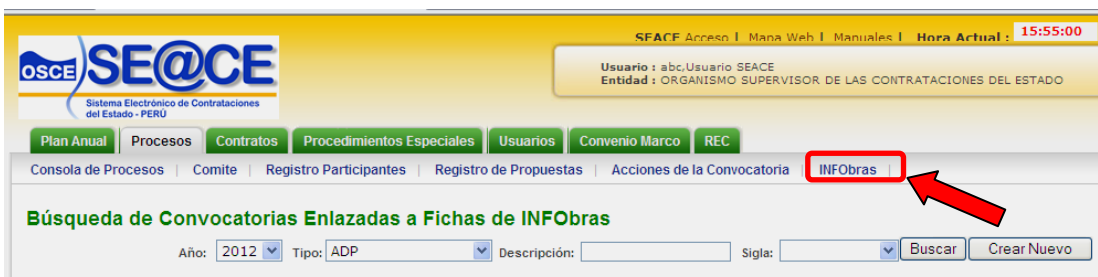 SEACE Acceso | Mapa Web | Manuales | Hora Actual : 15:55:00
OSCE SE@CE
Sistema Electrónico de Contrataciones
del Estado - PERÚ
Usuario : abc,Usuario SEACE
Entidad : ORGANISMO SUPERVISOR DE LAS CONTRATACIONES DEL ESTADO
Plan Anual Procesos Contratos Procedimientos Especiales Usuarios Convenio Marco REC
Consola de Procesos | Comite | Registro Participantes | Registro de Propuestas | Acciones de la Convocatoria | INFObras |
Búsqueda de Convocatorias Enlazadas a Fichas de INFObras
Año: 2012 Tipo: ADP Descripción: Sigla: Buscar Crear Nuevo